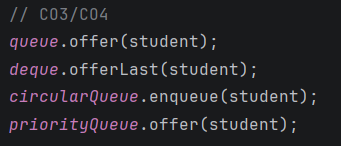 // CO3/CO4
queue.offer(student);
deque.offerLast(student);
circularQueue.enqueue(student);
priorityQueue.offer(student);